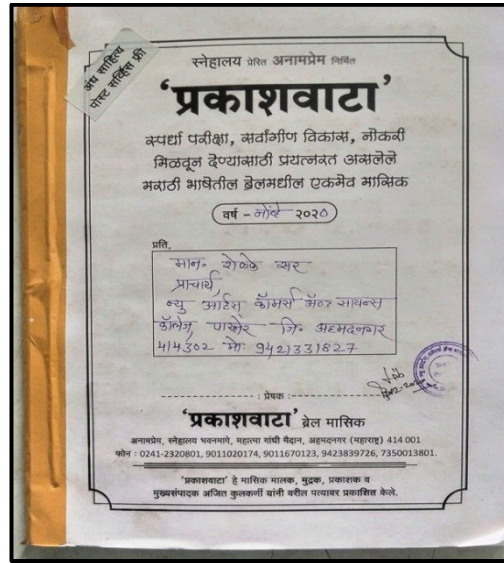 अंध साहित्य
पोस्ट सर्व्हिस फ्री
स्नेहालय प्रेरित अनामप्रेम निर्मित
'प्रकाशवाटा'
स्पर्धा परीक्षा, सर्वांगीण विकास, नोकरी
मिळवून देण्यासाठी प्रयत्नरत असलेले
मराठी भाषेतील ब्रेलमधील एकमेव मासिक
वर्ष - नोव्हें २०२०
प्रति,
मान. शेळके सर
प्राचार्य,
न्यु आर्टस् कॉमर्स अँण्ड सायन्स
कॉलेज, पारनेर जि. अहमदनगर
414302 मो. 9421331827
: प्रेषक :
'प्रकाशवाटा' ब्रेल मासिक
अनामप्रेम, स्नेहालय भवनमागे, महात्मा गांधी मैदान, अहमदनगर (महाराष्ट्र) 414 001
फोन : 0241-2320801, 9011020174, 9011670123, 9423839726, 7350013801.
'प्रकाशवाटा' हे मासिक मालक, मुद्रक, प्रकाशक व
मुख्यसंपादक अजित कुलकर्णी यांनी वरील पत्यावर प्रकाशित केले.